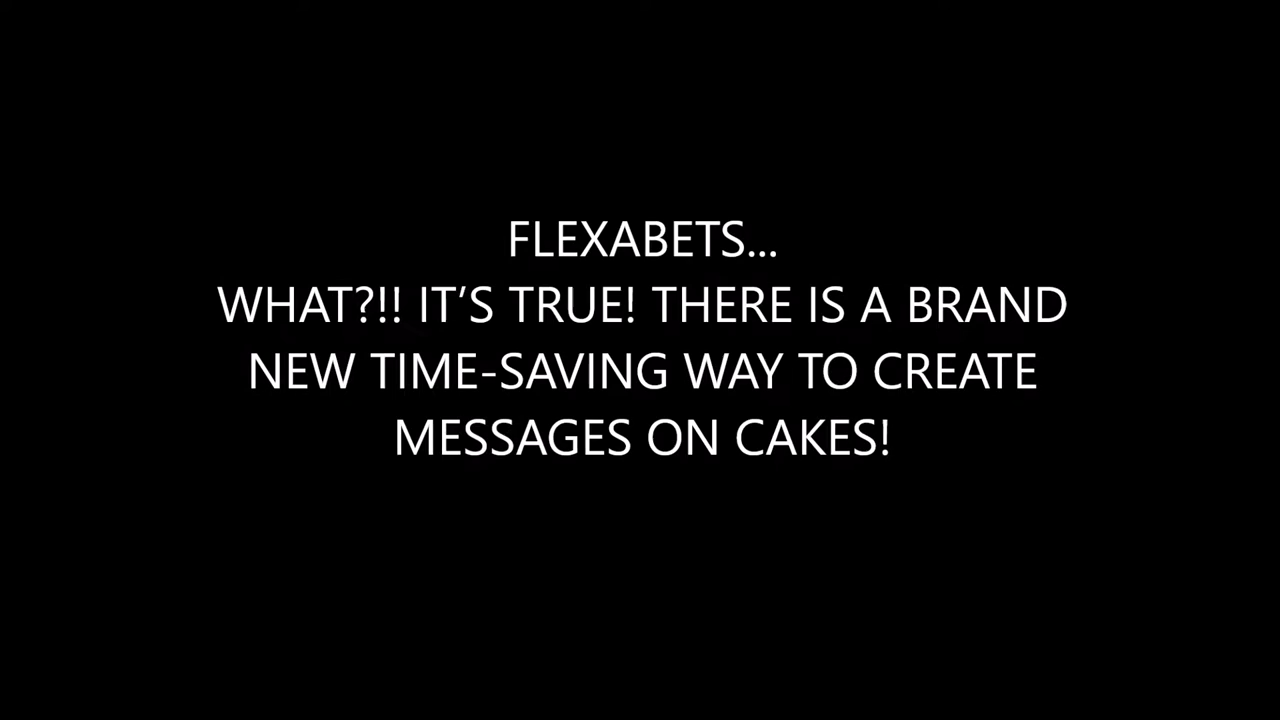 FLEXABETS...
WHAT?!! IT’S TRUE! THERE IS A BRAND
NEW TIME-SAVING WAY TO CREATE
MESSAGES ON CAKES!